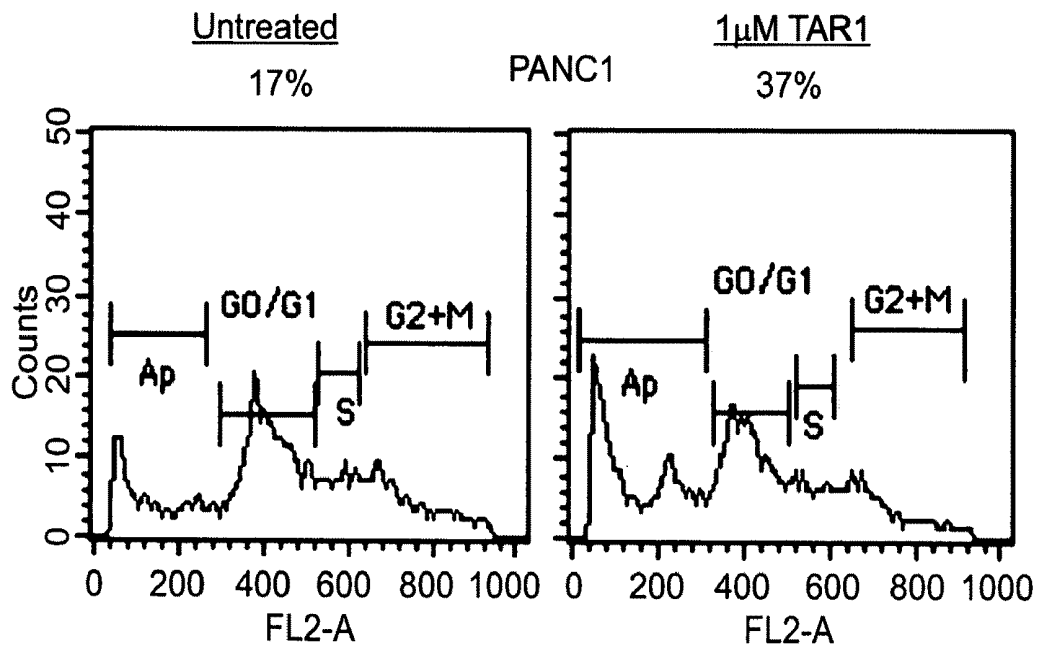 Untreated
1μM TAR1
PANC1
17%
37%
50
40
30
20
10
0
Counts
Ap
G0/G1
S
G2+M
0 200 400 600 800 1000
FL2-A
Ap
G0/G1
S
G2+M
0 200 400 600 800 1000
FL2-A